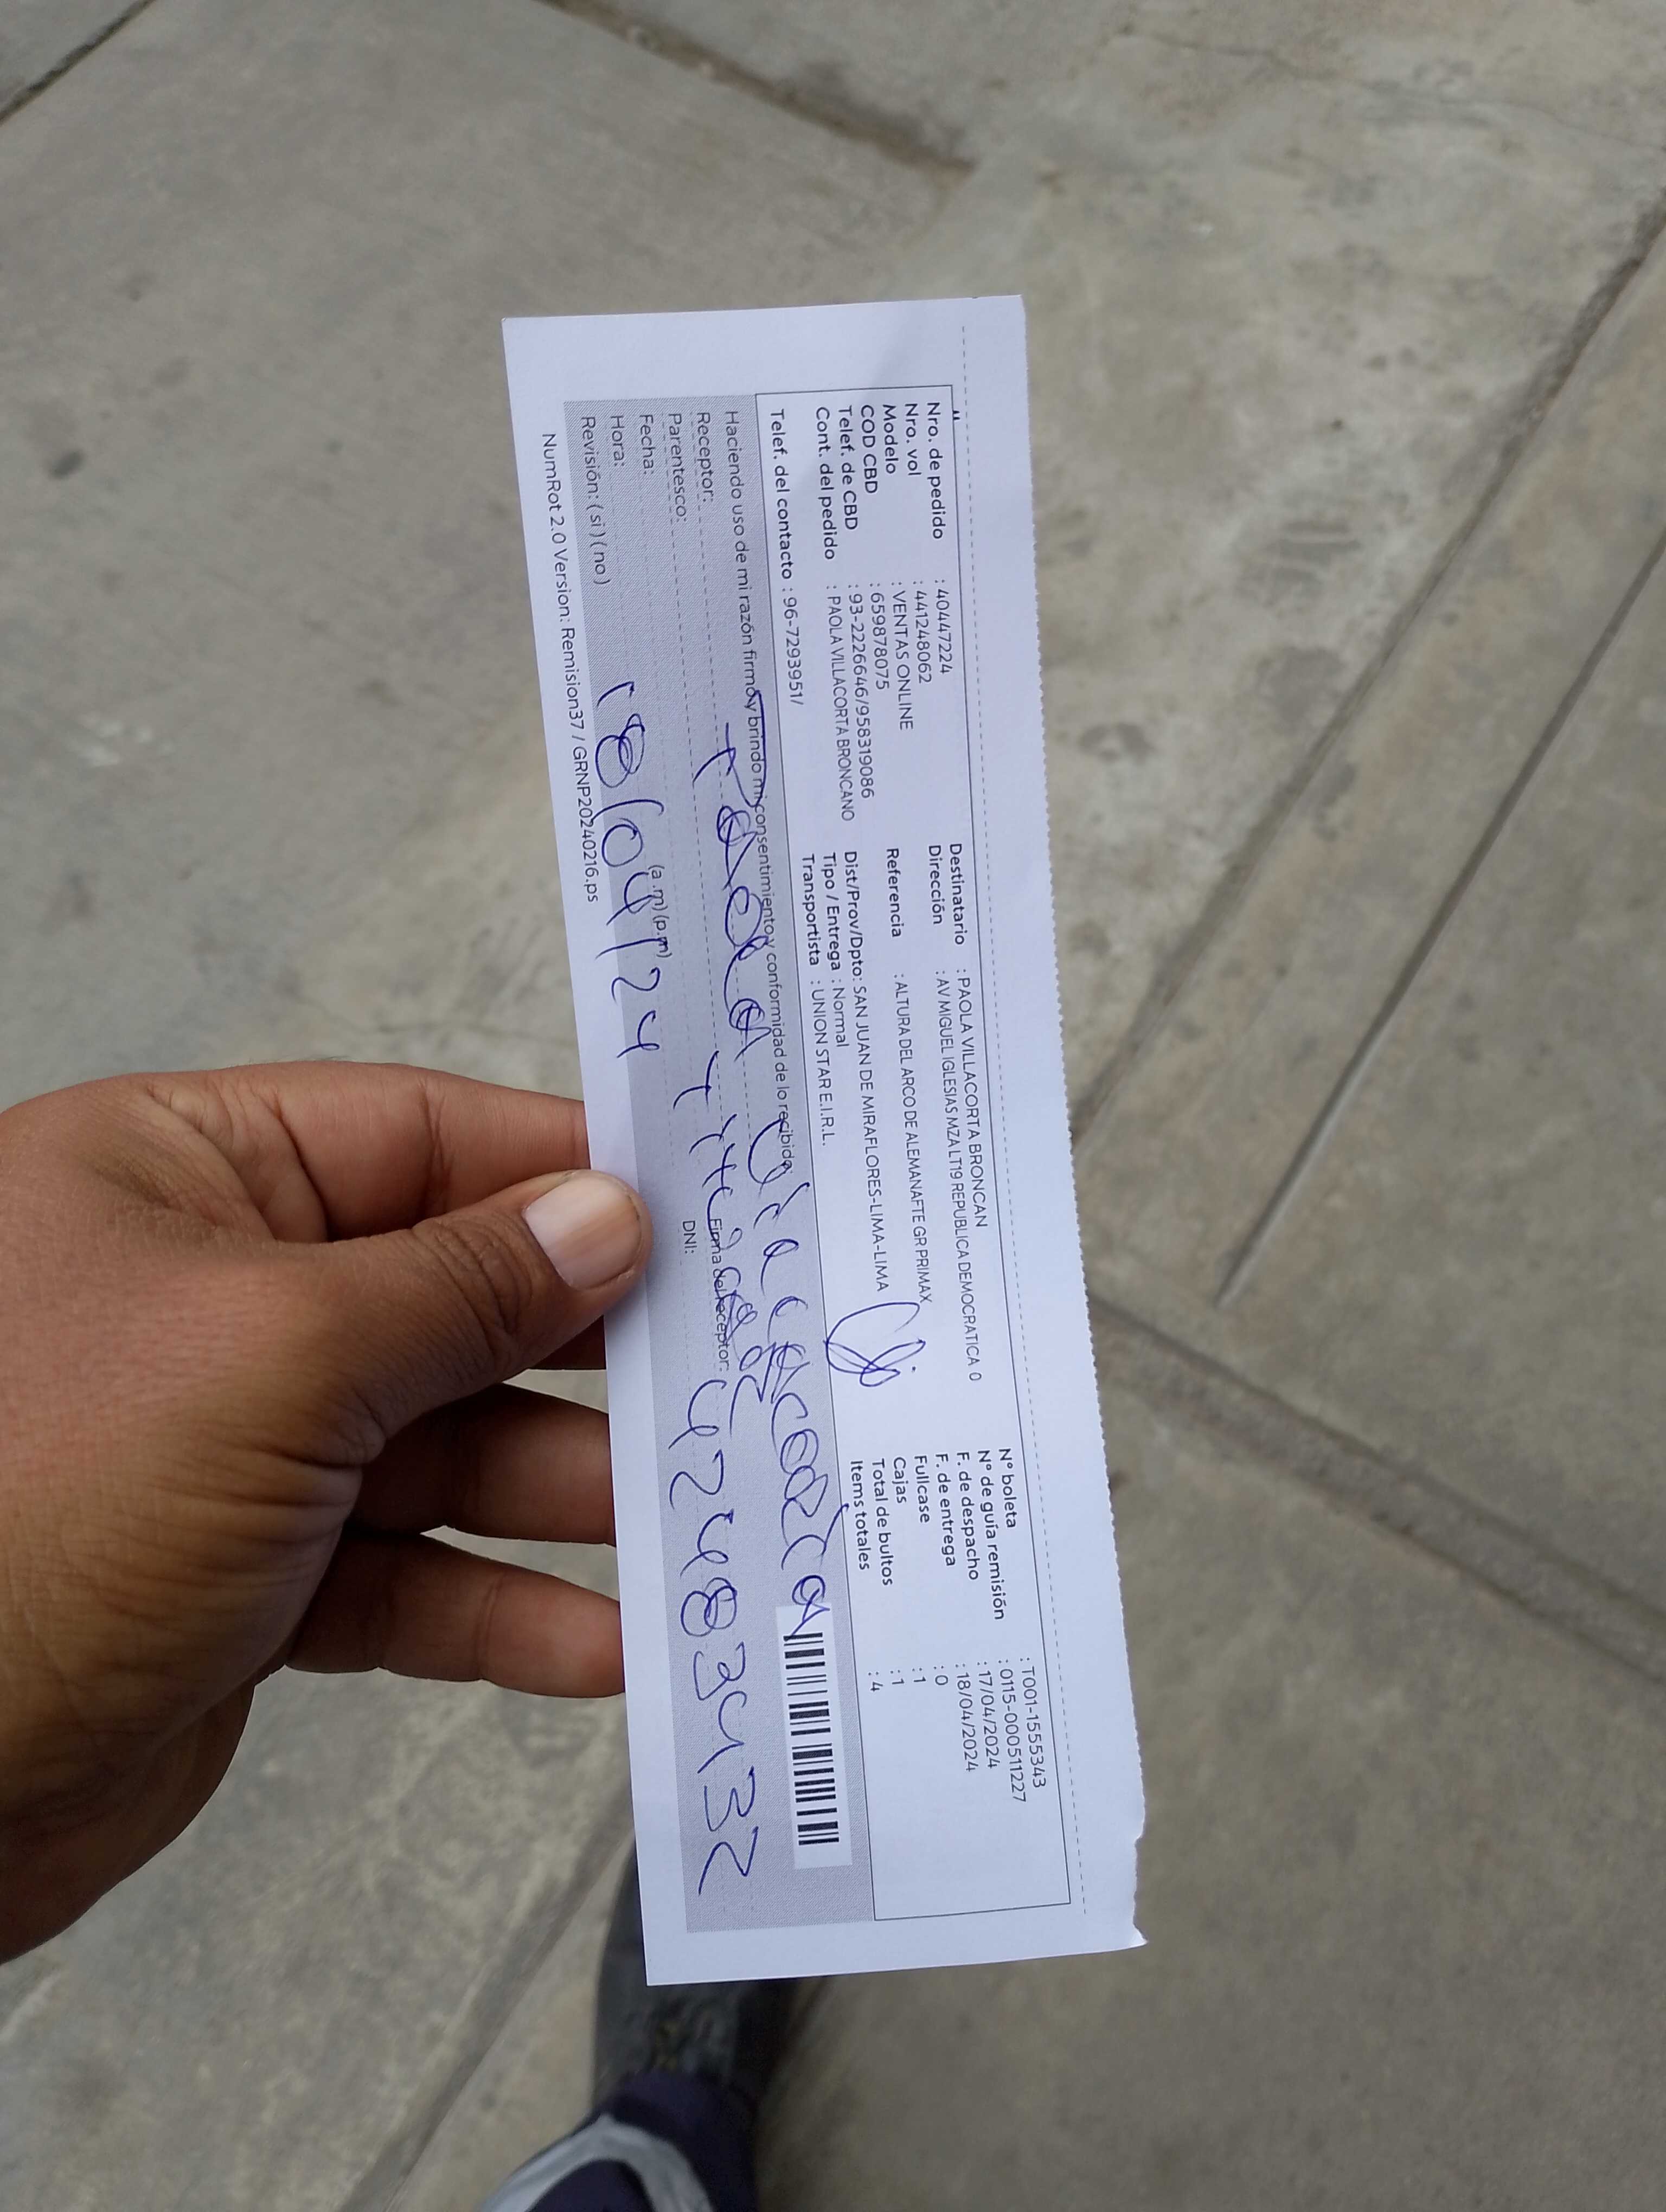 Nro. de pedido : 40447224
Nro. vol : 441248062
Modelo : VENTAS ONLINE
COD CBD : 659878075
Telef. de CBD : 93-2226646/958319086
Cont. del pedido : PAOLA VILLACORTA BRONCANO
Telef. del contacto : 96-7293951/
Destinatario : PAOLA VILLACORTA BRONCAN
Dirección : AV MIGUEL IGLESIAS MZA LT19 REPUBLICA DEMOCRATICA 0
Referencia : ALTURA DEL ARCO DE ALEMANAFTE GR PRIMAX
Dist/Prov/Dpto: SAN JUAN DE MIRAFLORES-LIMA-LIMA
Tipo / Entrega : Normal
Transportista : UNION STAR E.I.R.L.
N° boleta : T001-1555343
N° de guía remisión : 0115-000511227
F. de despacho : 17/04/2024
F. de entrega : 18/04/2024
Fullcase : 0
Cajas : 1
Total de bultos : 1
Items totales : 4
Haciendo uso de mi razón firmo y brindo mi consentimiento y conformidad de lo recibido.
Receptor:
Parentesco:
Fecha:
Hora: (a.m) (p.m)
Revisión: (si) (no)
18/04/24
Firma del receptor:
DNI:
42483432
NumRot 2.0 Version: Remision37 / GRNP20240216.ps